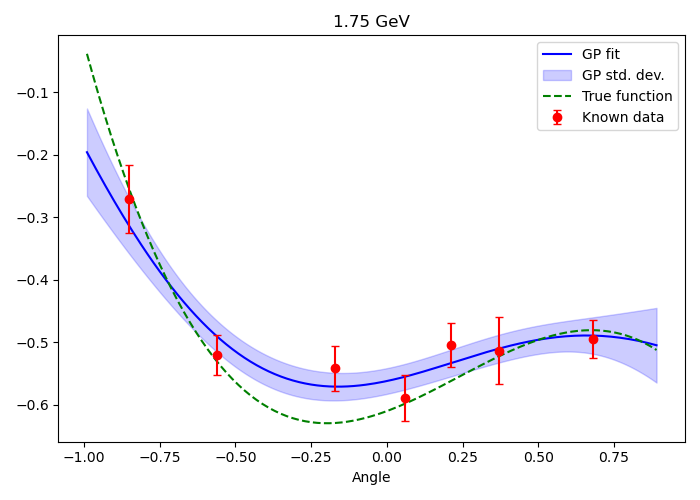 1.75 GeV
GP fit
GP std. dev.
True function
Known data
−0.1
−0.2
−0.3
−0.4
−0.5
−0.6
−1.00 −0.75 −0.50 −0.25 0.00 0.25 0.50 0.75
Angle